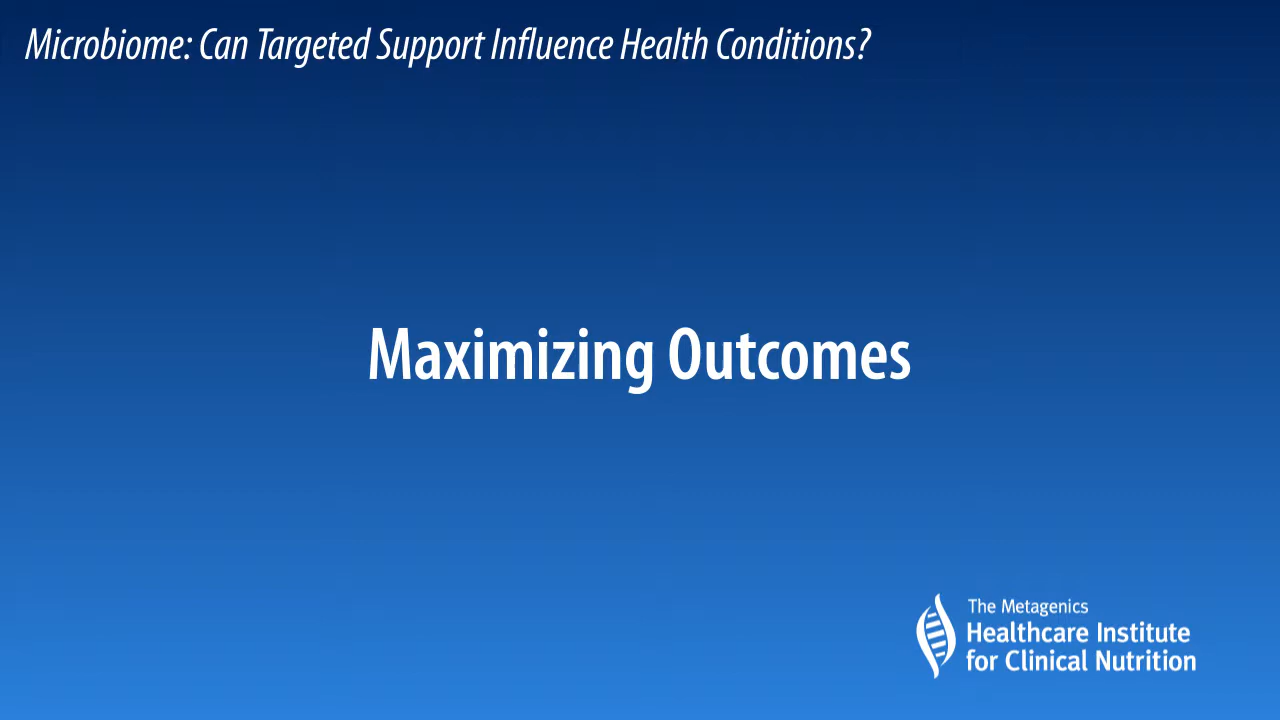 Microbiome: Can Targeted Support Influence Health Conditions?
Maximizing Outcomes
The Metagenics
Healthcare Institute
for Clinical Nutrition